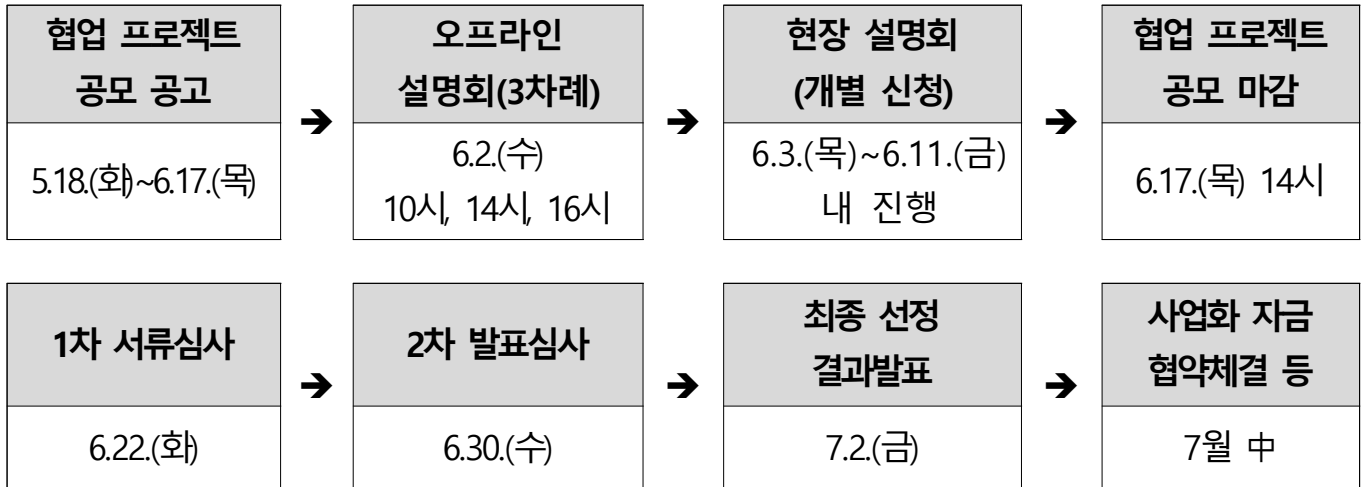 협업 프로젝트
공모 공고
➔
오프라인
설명회(3차례)
➔
현장 설명회
(개별 신청)
➔
협업 프로젝트
공모 마감
5.18.(화)~6.17.(목)
6.2.(수)
10시, 14시, 16시
6.3.(목)~6.11.(금)
내 진행
6.17.(목) 14시
1차 서류심사
➔
2차 발표심사
➔
최종 선정
결과발표
➔
사업화 자금
협약체결 등
6.22.(화)
6.30.(수)
7.2.(금)
7월 中